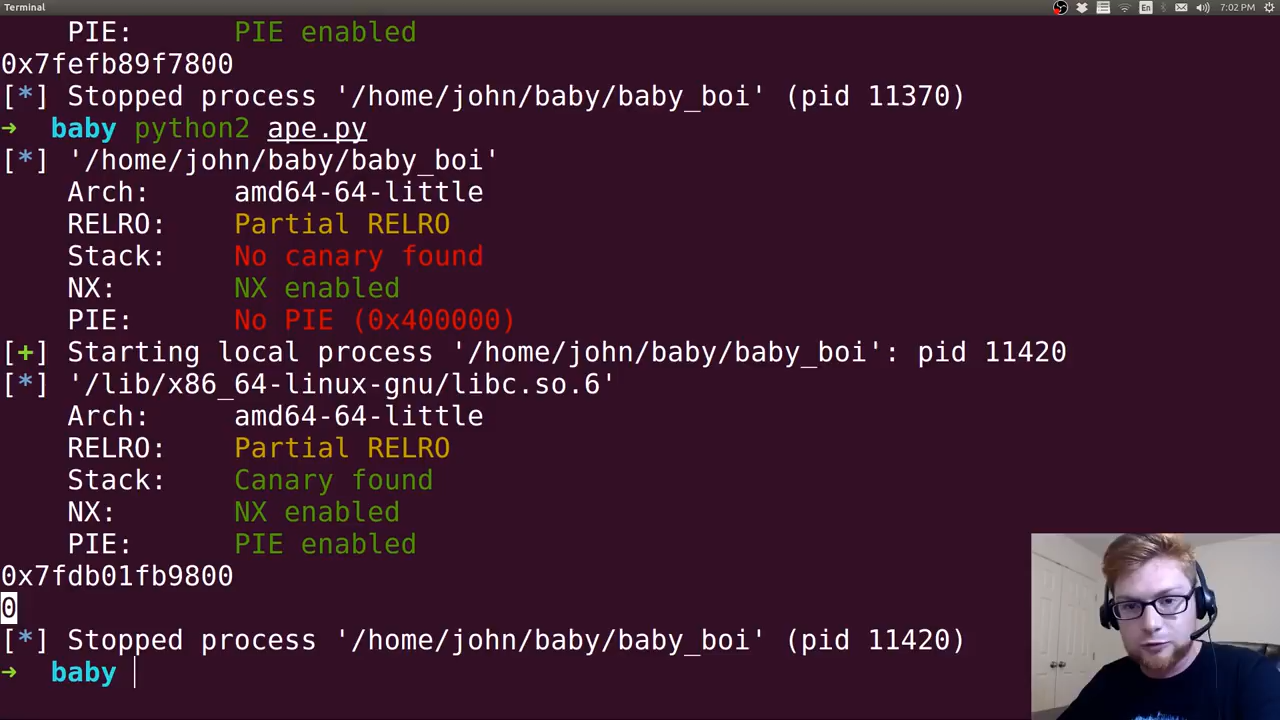 Terminal
En
7:02 PM
PIE: PIE enabled
0x7fefb89f7800
[*] Stopped process '/home/john/baby/baby_boi' (pid 11370)
→ baby python2 ape.py
[*] '/home/john/baby/baby_boi'
Arch: amd64-64-little
RELRO: Partial RELRO
Stack: No canary found
NX: NX enabled
PIE: No PIE (0x400000)
[+] Starting local process '/home/john/baby/baby_boi': pid 11420
[*] '/lib/x86_64-linux-gnu/libc.so.6'
Arch: amd64-64-little
RELRO: Partial RELRO
Stack: Canary found
NX: NX enabled
PIE: PIE enabled
0x7fdb01fb9800
0
[*] Stopped process '/home/john/baby/baby_boi' (pid 11420)
→ baby